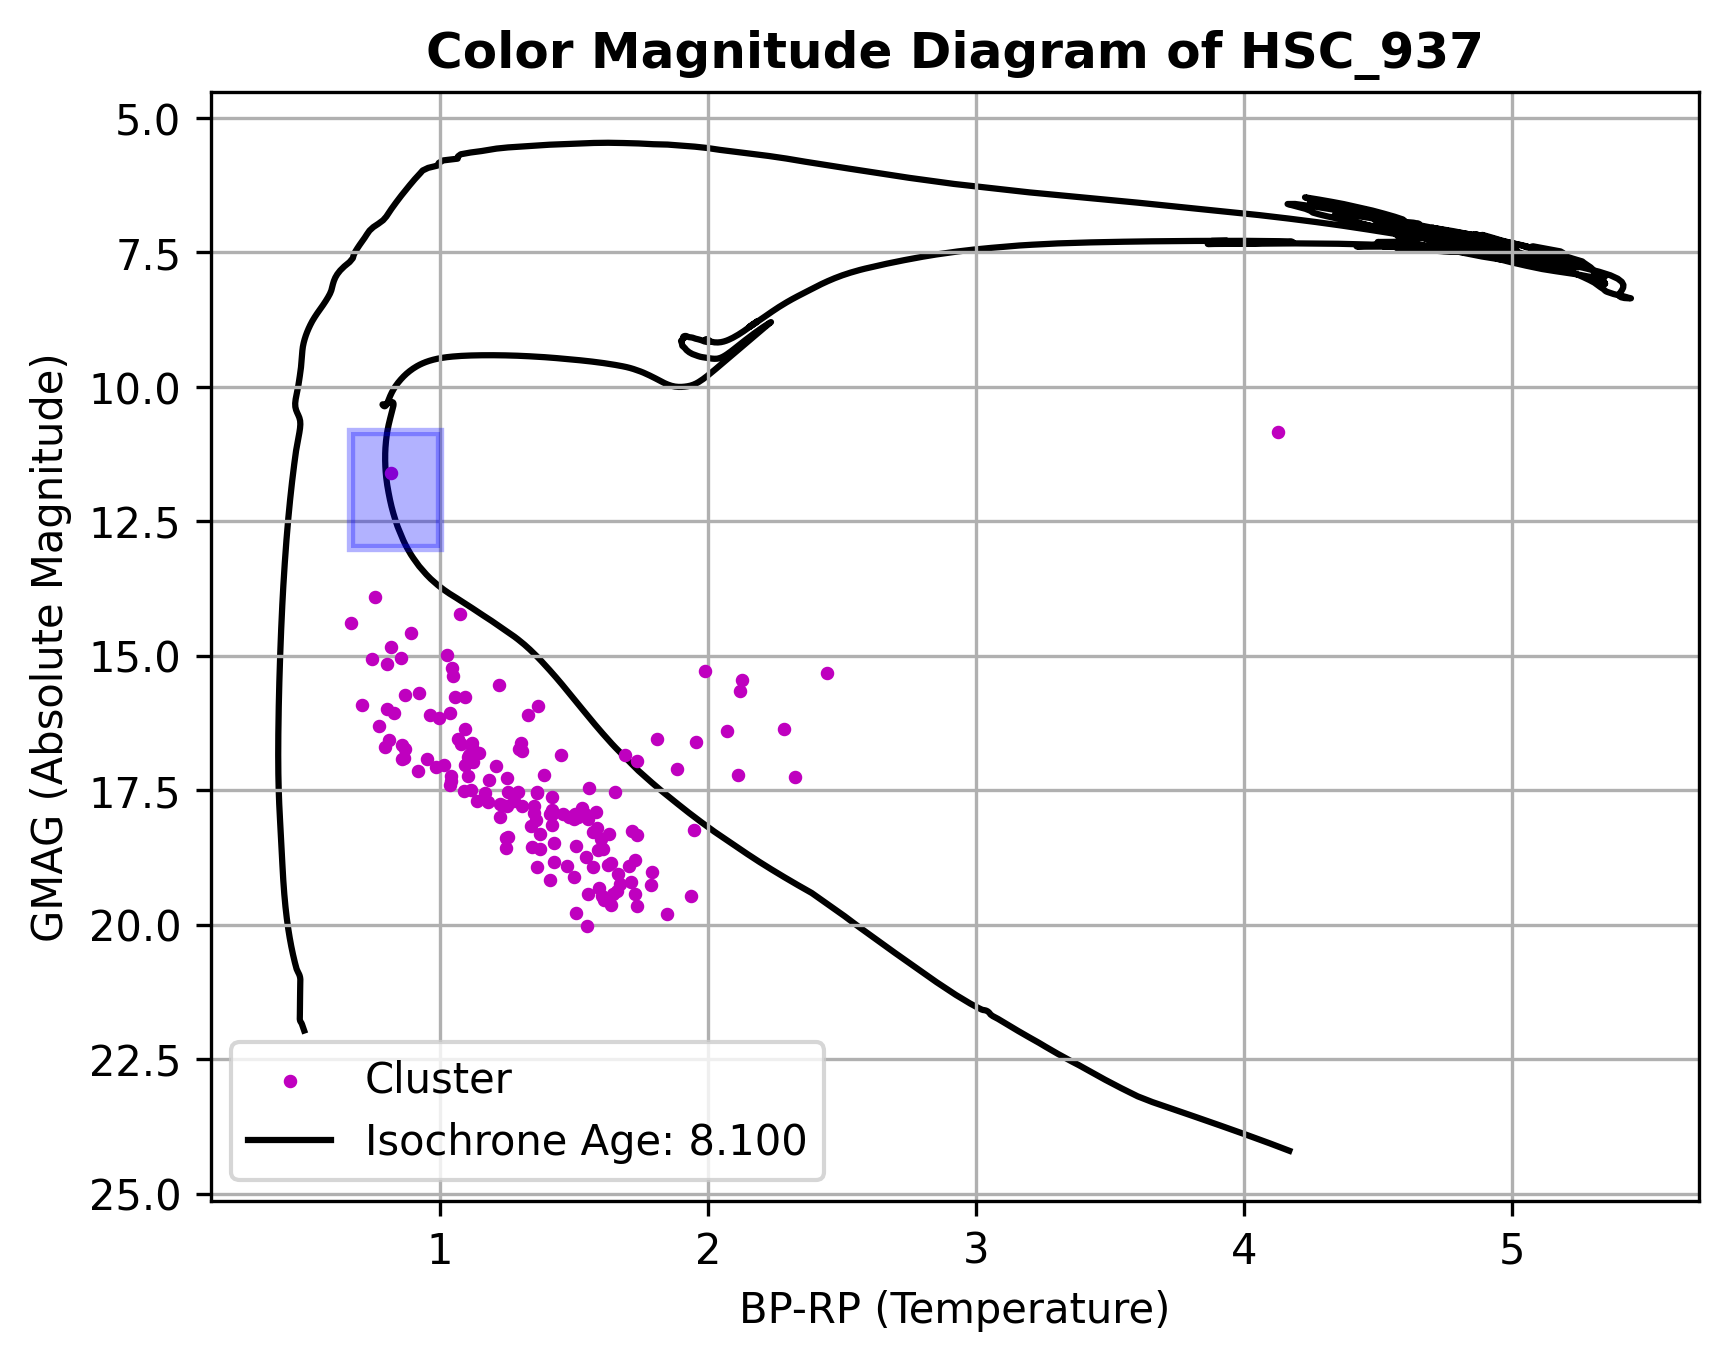 Color Magnitude Diagram of HSC_937
GMAG (Absolute Magnitude)
5.0
7.5
10.0
12.5
15.0
17.5
20.0
22.5
25.0
Cluster
Isochrone Age: 8.100
1 2 3 4 5
BP-RP (Temperature)